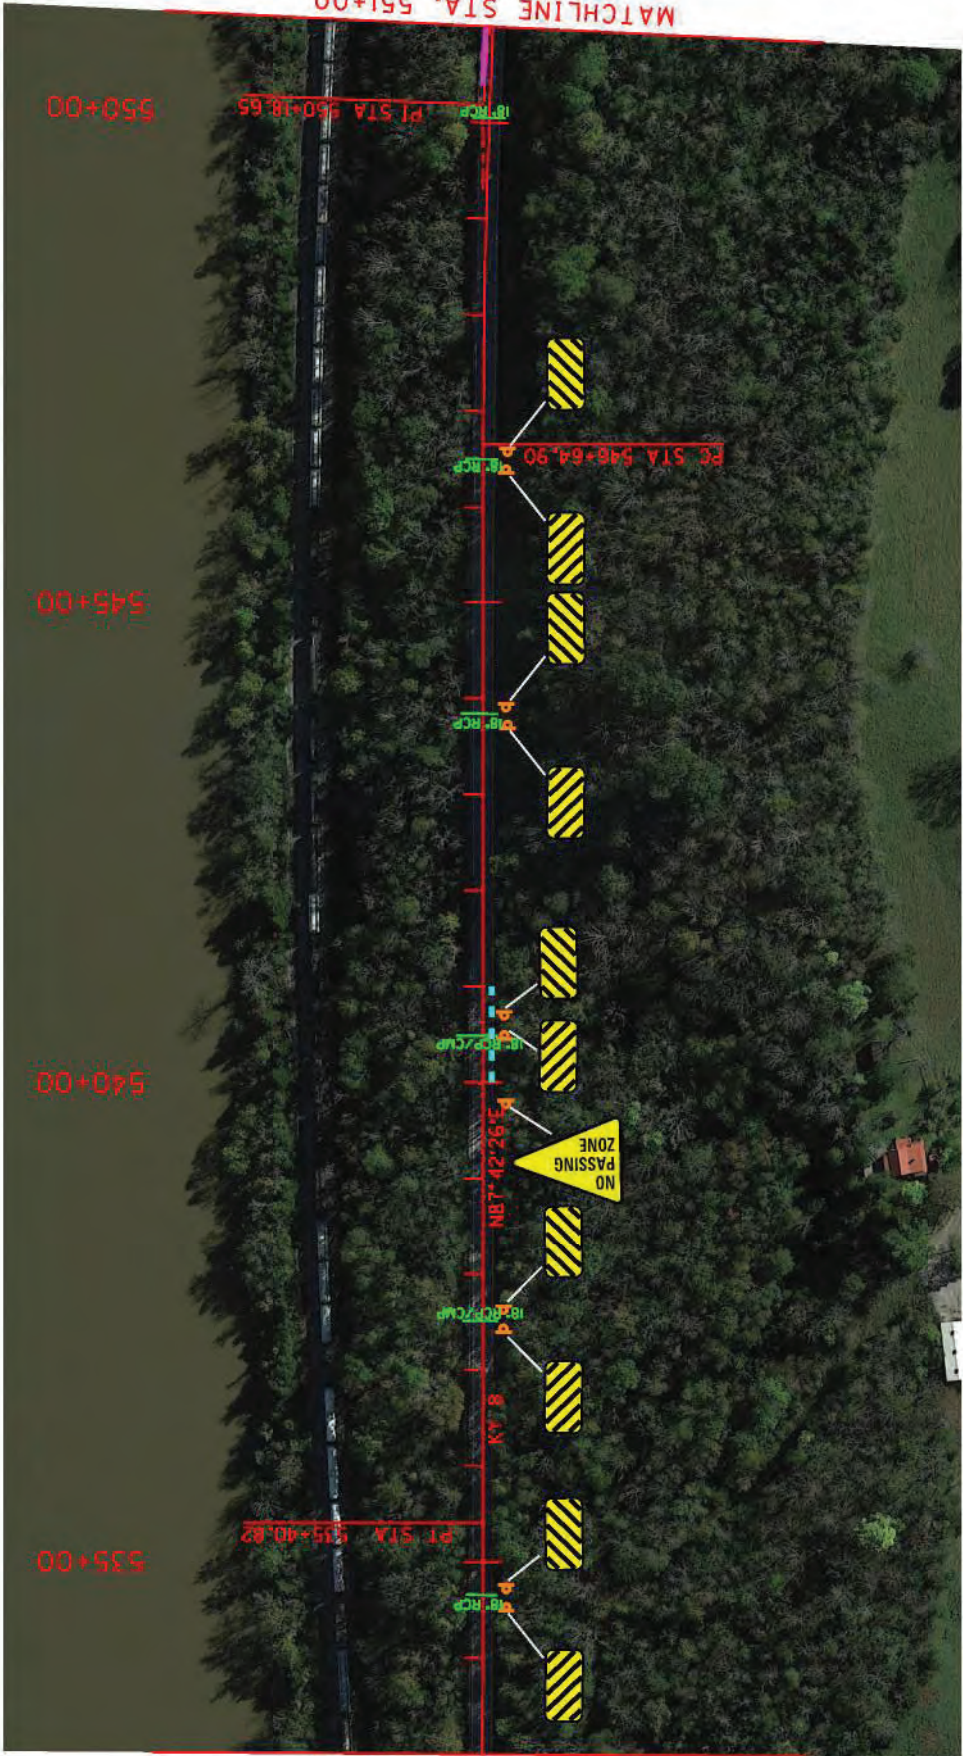 MATCHLINE STA. 551+00
550+00
PI STA 550+18.65
18" RCP
PC STA 546+64.90
18" RCP
545+00
18" RCP
18" RCP/CMP
540+00
N87°42'26"E
NO
PASSING
ZONE
18" RCP/CMP
KY 8
PT STA 535+40.82
535+00
18" RCP